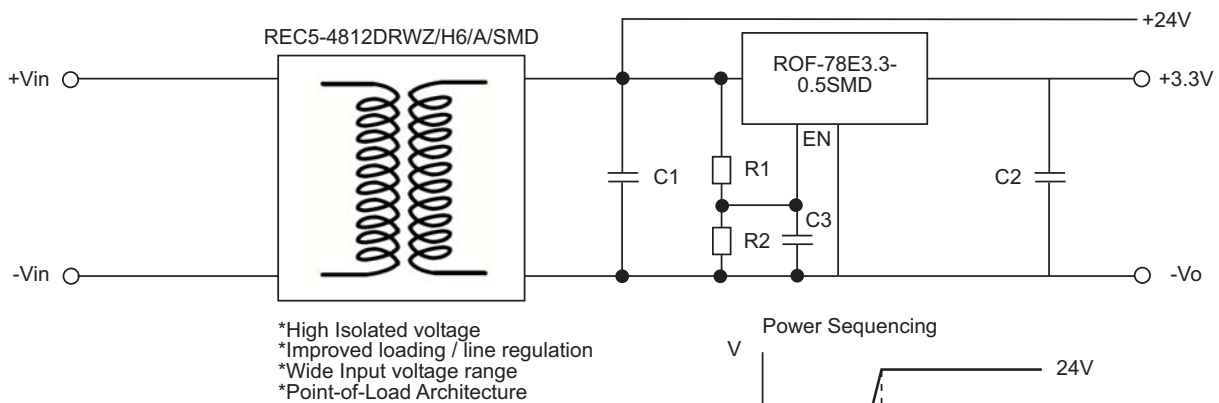 +24V
REC5-4812DRWZ/H6/A/SMD
+Vin
ROF-78E3.3-
0.5SMD
+3.3V
EN
C1
R1
C2
R2
C3
-Vin
-Vo
*High Isolated voltage
*Improved loading / line regulation
*Wide Input voltage range
*Point-of-Load Architecture
Power Sequencing
V
24V